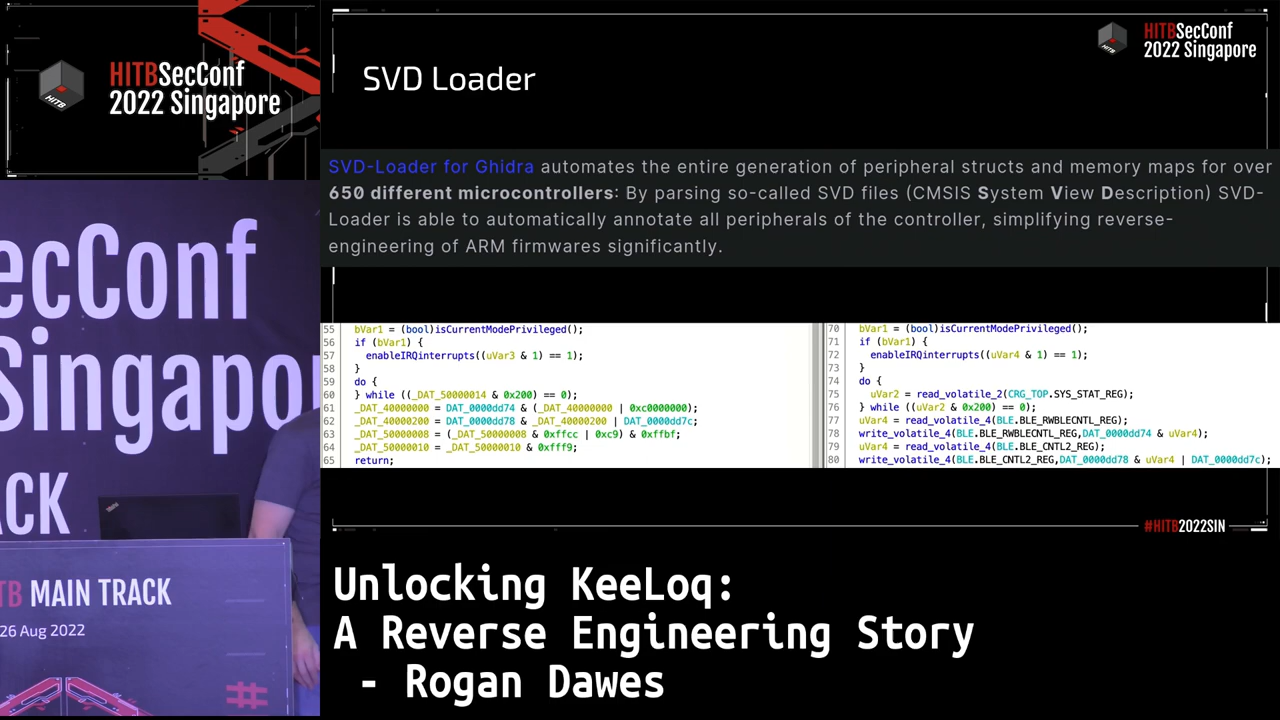 HITBSecConf
2022 Singapore
HITB
HITBSecConf
2022 Singapore
HITB
SVD Loader
SVD-Loader for Ghidra automates the entire generation of peripheral structs and memory maps for over
650 different microcontrollers: By parsing so-called SVD files (CMSIS System View Description) SVD-
Loader is able to automatically annotate all peripherals of the controller, simplifying reverse-
engineering of ARM firmwares significantly.
55 bVar1 = (bool)isCurrentModePrivileged();
56 if (bVar1) {
57 enableIRQinterrupts((uVar3 & 1) == 1);
58 }
59 do {
60 } while ((_DAT_50000014 & 0x200) == 0);
61 _DAT_40000000 = DAT_0000dd74 & (_DAT_40000000 | 0xc0000000);
62 _DAT_40000200 = DAT_0000dd78 & _DAT_40000200 | DAT_0000dd7c;
63 _DAT_50000008 = (_DAT_50000008 & 0xffcc | 0xc9) & 0xffbf;
64 _DAT_50000010 = _DAT_50000010 & 0xfff9;
65 return;
70 bVar1 = (bool)isCurrentModePrivileged();
71 if (bVar1) {
72 enableIRQinterrupts((uVar4 & 1) == 1);
73 }
74 do {
75 uVar2 = read_volatile_2(CRG_TOP.SYS_STAT_REG);
76 } while ((uVar2 & 0x200) == 0);
77 uVar4 = read_volatile_4(BLE.BLE_RWBLECNTL_REG);
78 write_volatile_4(BLE.BLE_RWBLECNTL_REG,DAT_0000dd74 & uVar4);
79 uVar4 = read_volatile_4(BLE.BLE_CNTL2_REG);
80 write_volatile_4(BLE.BLE_CNTL2_REG,DAT_0000dd78 & uVar4 | DAT_0000dd7c);
#HITB2022SIN
ecConf
Singapo
CK
TB MAIN TRACK
26 Aug 2022
#
Unlocking KeeLoq:
A Reverse Engineering Story
- Rogan Dawes